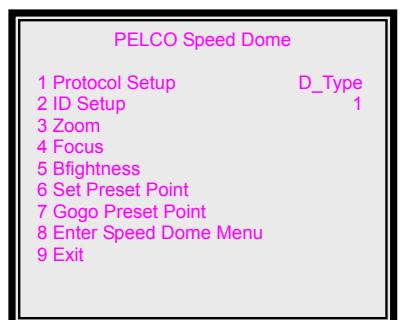 PELCO Speed Dome
1 Protocol Setup D_Type
2 ID Setup 1
3 Zoom
4 Focus
5 Bfightness
6 Set Preset Point
7 Gogo Preset Point
8 Enter Speed Dome Menu
9 Exit